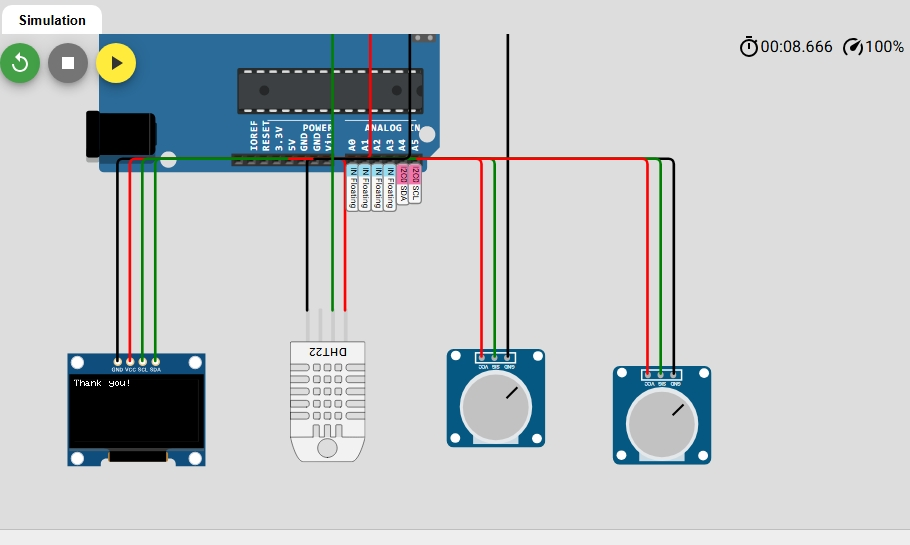 Simulation
00:08.666
100%
IOREF
RESET
3.3V
5V
GND
GND
Vin
POWER
ANALOG IN
A0
A1
A2
A3
A4
A5
IN Floating
IN Floating
IN Floating
IN Floating
I2C0 SDA
I2C0 SCL
GND VCC SCL SDA
Thank you!
DHT22
VCC SIG GND
VCC SIG GND